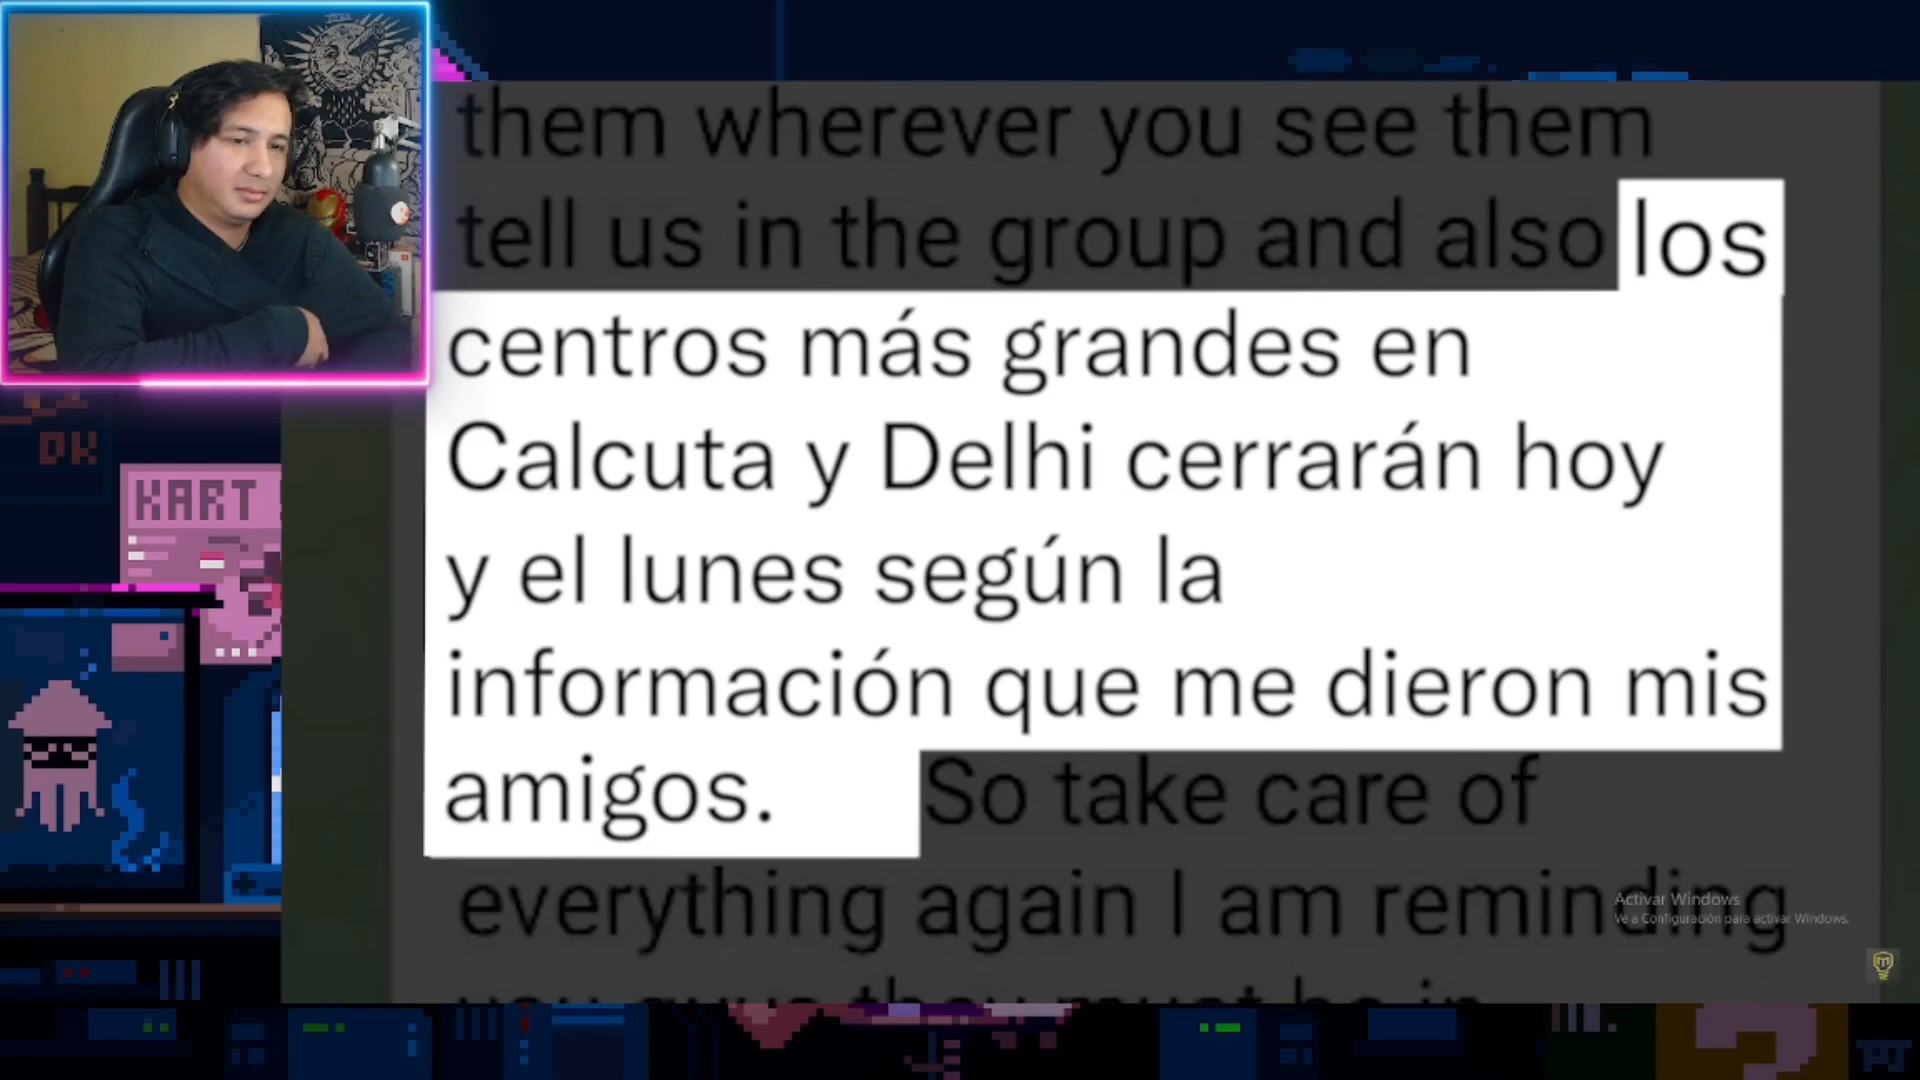 them wherever you see them
tell us in the group and also los
centros más grandes en
Calcuta y Delhi cerrarán hoy
y el lunes según la
información que me dieron mis
amigos. So take care of
everything again I am reminding
Activar Windows
Ve a Configuración para activar Windows.
DK
KART